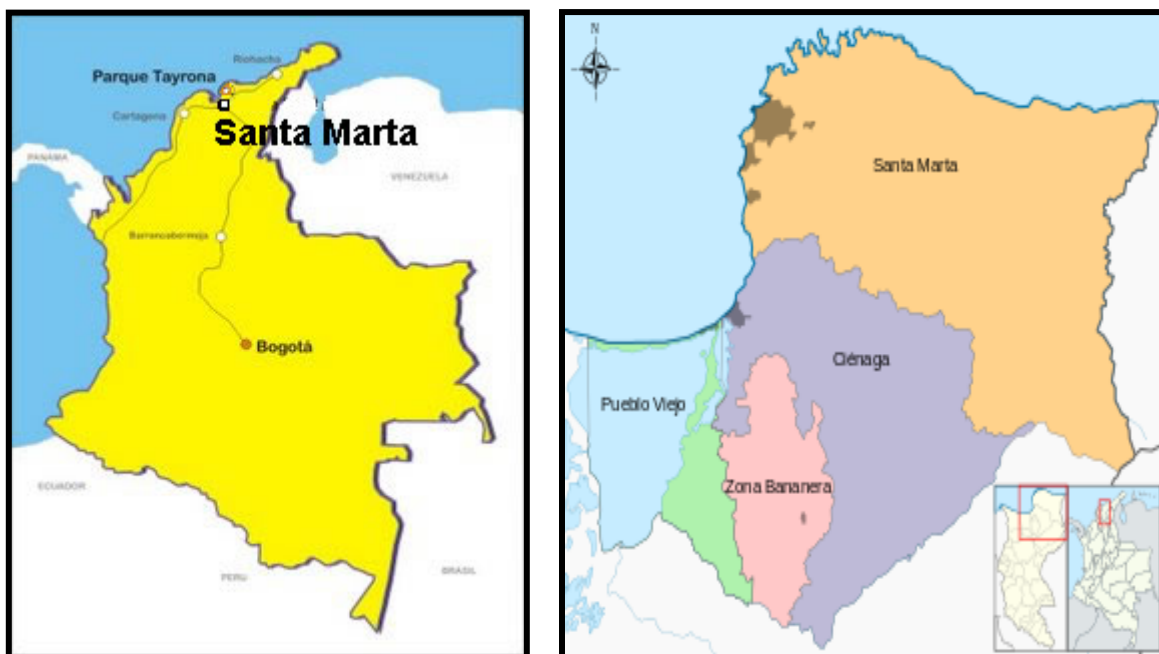 Riohacha
Parque Tayrona
Cartagena
Santa Marta
PANAMA
VENEZUELA
Barrancabermeja
Bogotá
ECUADOR
PERU
BRASIL
N
Santa Marta
Ciénaga
Pueblo Viejo
Zona Bananera